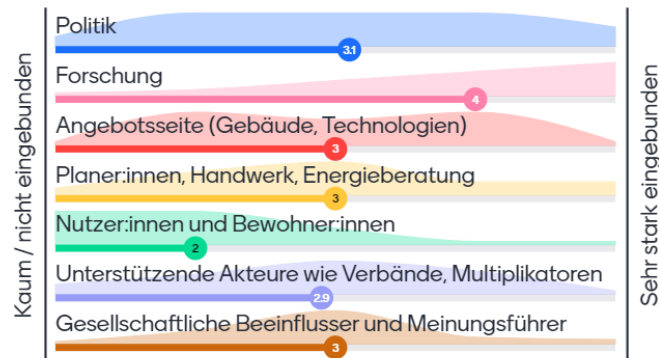 Kaum / nicht eingebunden
Politik
3.1
Forschung
4
Angebotsseite (Gebäude, Technologien)
3
Planer:innen, Handwerk, Energieberatung
3
Nutzer:innen und Bewohner:innen
2
Unterstützende Akteure wie Verbände, Multiplikatoren
2.9
Gesellschaftliche Beeinflusser und Meinungsführer
3
Sehr stark eingebunden